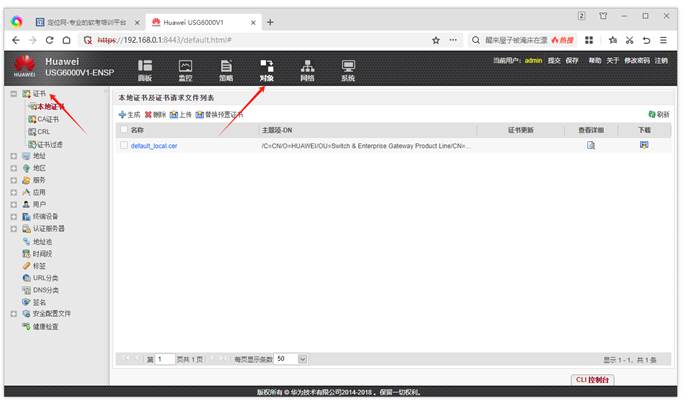 定位网-专业的软考培训平台
Huawei USG6000V1
2
https://192.168.0.1:8443/default.html#
醒来屋子被淹床在漂 热搜
HUAWEI
Huawei
USG6000V1-ENSP
面板
监控
策略
对象
网络
系统
当前用户：admin 提交 保存 帮助 关于 修改密码 注销
证书
本地证书
CA证书
CRL
证书过滤
地址
地区
服务
应用
用户
终端设备
认证服务器
地址池
时间段
标签
URL分类
DNS分类
签名
安全配置文件
健康检查
本地证书及证书请求文件列表
生成 删除 上传 替换预置证书 刷新
名称 主题项-DN 证书更新 查看详细 下载
default_local.cer /C=CN/O=HUAWEI/OU=Switch & Enterprise Gateway Product Line/CN=...
第 1 页共 1 页 每页显示条数 50 显示 1 - 1，共 1 条
CLI 控制台
版权所有 © 华为技术有限公司2014-2018 。保留一切权利。